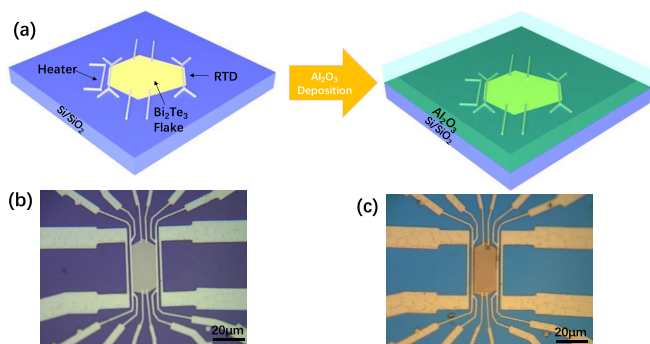 (a)
Heater
RTD
Bi₂Te₃
Flake
Si/SiO₂
Al₂O₃
Deposition
Al₂O₃
Si/SiO₂
(b)
20μm
(c)
20μm